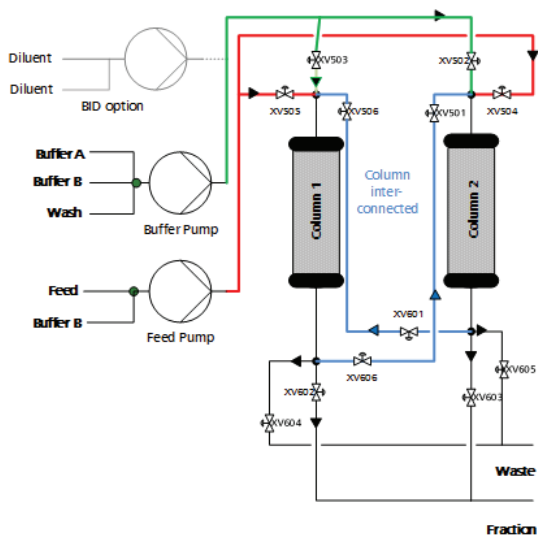 Diluent
Diluent
BID option
XV503
XV502
XV505
XV506
XV501
XV504
Buffer A
Buffer B
Wash
Buffer Pump
Column 1
Column
inter-
connected
Column 2
Feed
Buffer B
Feed Pump
XV601
XV606
XV605
XV602
XV603
XV604
Waste
Fraction